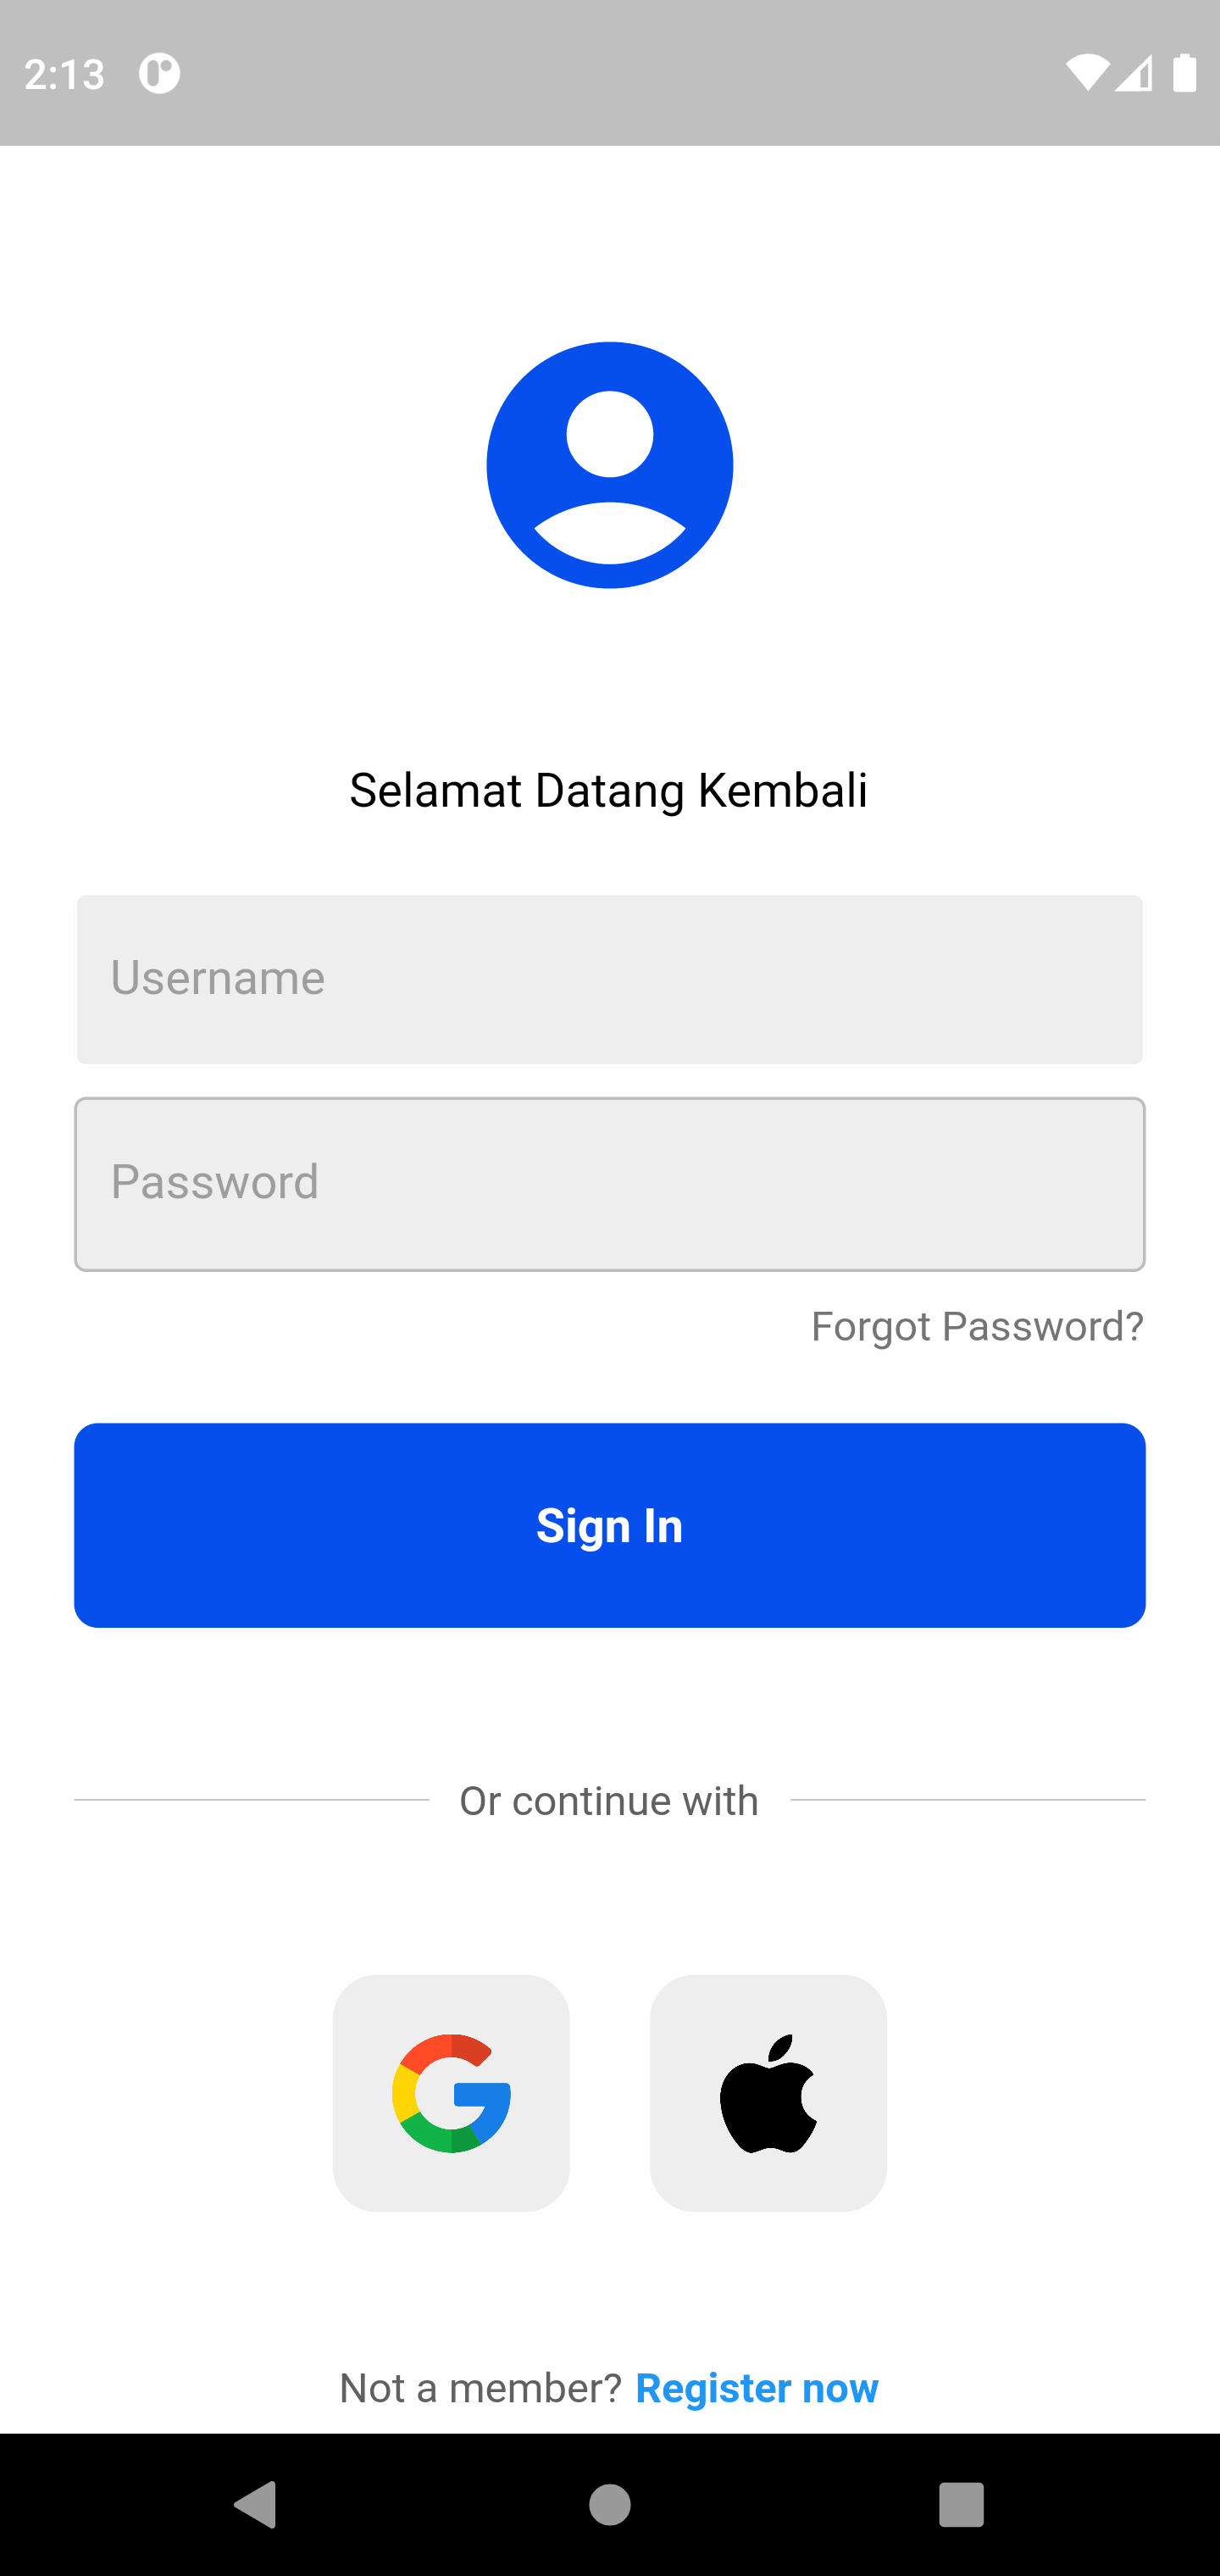 2:13
Selamat Datang Kembali
Username
Password
Forgot Password?
Sign In
Or continue with
Not a member? Register now